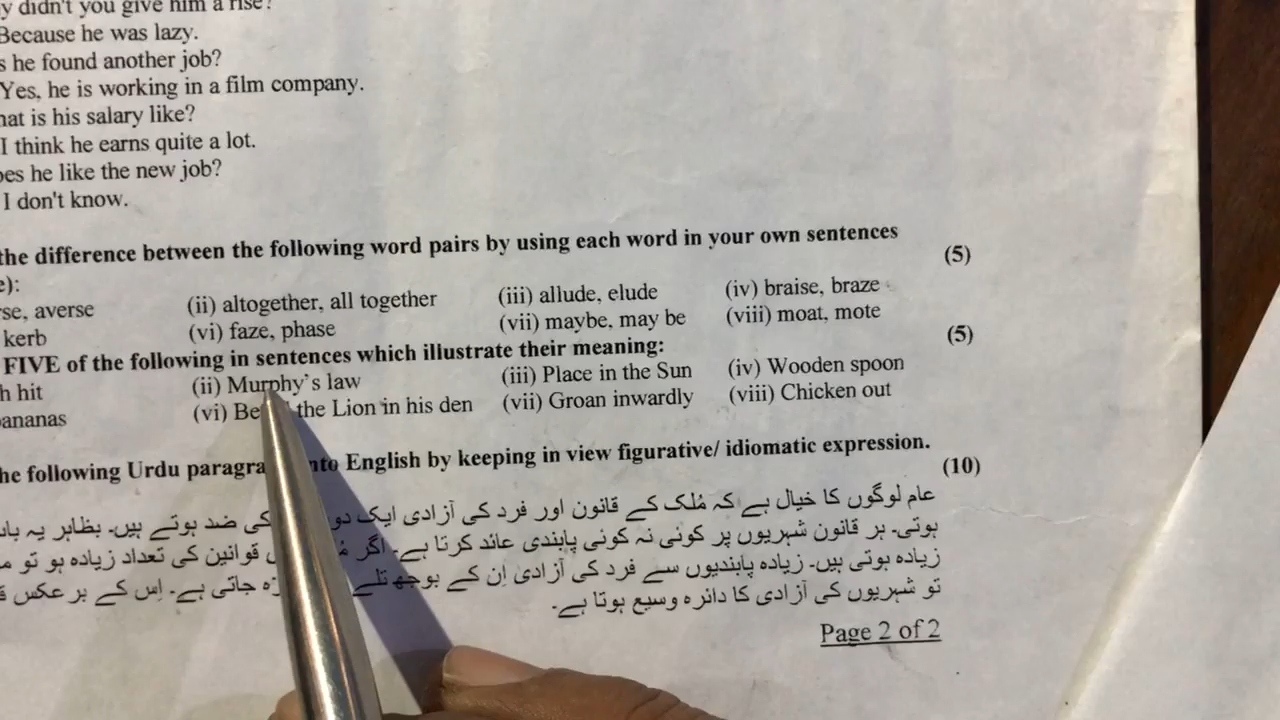 y didn't you give him a rise?
Because he was lazy.
s he found another job?
Yes, he is working in a film company.
hat is his salary like?
I think he earns quite a lot.
oes he like the new job?
I don't know.
the difference between the following word pairs by using each word in your own sentences
(5)
e):
rse, averse (ii) altogether, all together (iii) allude, elude (iv) braise, braze
kerb (vi) faze, phase (vii) maybe, may be (viii) moat, mote
FIVE of the following in sentences which illustrate their meaning: (5)
h hit (ii) Murphy's law (iii) Place in the Sun (iv) Wooden spoon
ananas (vi) the Lion in his den (vii) Groan inwardly (viii) Chicken out
he following Urdu into English by keeping in view figurative/ idiomatic expression.
(10)
عام لوگوں کا خیال ہے کہ مُلک کے قانون اور فرد کی آزادی ایک کی ضد ہوتے ہیں۔ بظاہر یہ
ہوتی۔ ہر قانون شہریوں پر کوئی نہ کوئی پابندی عائد کرتا ہے۔ اگر قوانین کی تعداد زیادہ ہو تو
زیادہ ہوتی ہیں۔ زیادہ پابندیوں سے فرد کی آزادی اِن کے بوجھ تلے جاتی ہے۔ اِس کے بر عکس
تو شہریوں کی آزادی کا دائرہ وسیع ہوتا ہے۔
Page 2 of 2